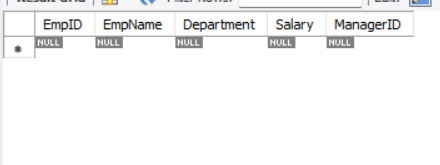 Result Grid Filter Rows: Edit:
EmpID EmpName Department Salary ManagerID
NULL NULL NULL NULL NULL